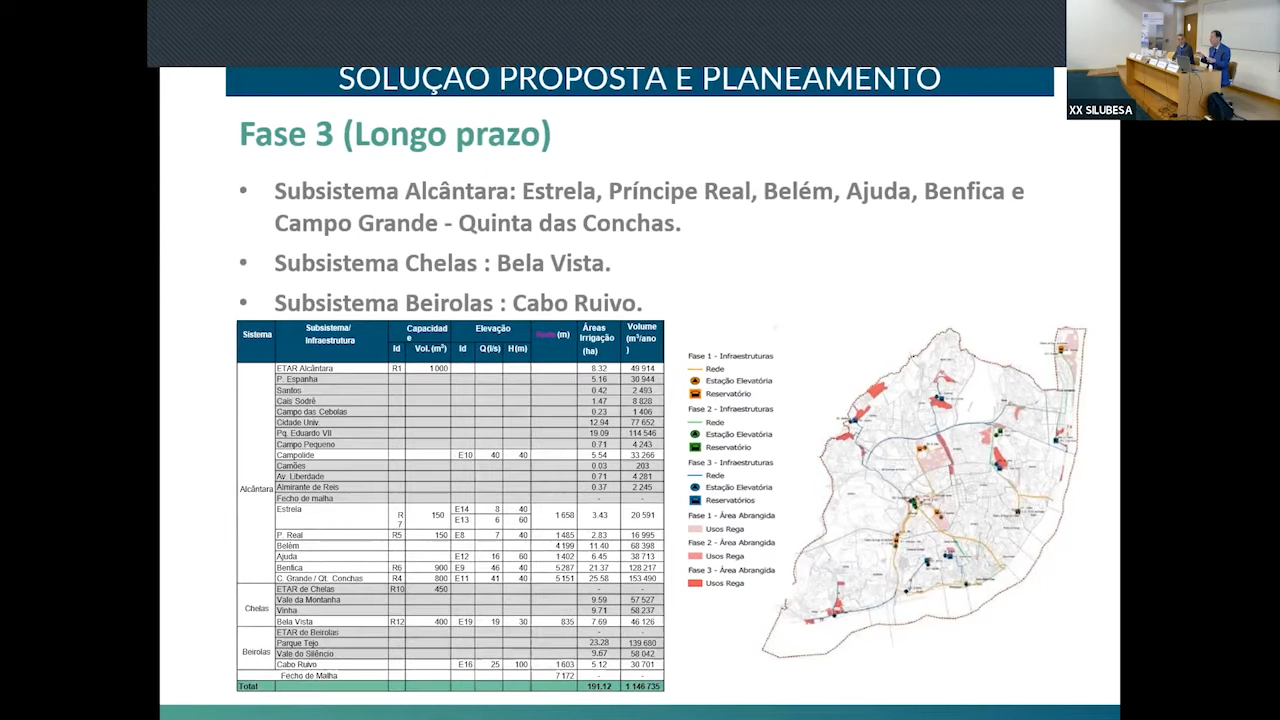 SOLUÇÃO PROPOSTA E PLANEAMENTO
XX SILUBESA
Fase 3 (Longo prazo)
• Subsistema Alcântara: Estrela, Príncipe Real, Belém, Ajuda, Benfica e
Campo Grande - Quinta das Conchas.
• Subsistema Chelas : Bela Vista.
• Subsistema Beirolas : Cabo Ruivo.
Sistema Subsistema/ Infraestrutura Capacidad e Elevação Rede (m) Áreas Irrigação (ha) Volume (m³/ano )
Id Vol. (m³) Id Q (l/s) H (m)
Alcântara
ETAR Alcântara R1 1 000 8.32 49 914
P. Espanha 5.16 30 944
Santos 0.42 2 493
Cais Sodré 1.47 8 828
Campo das Cebolas 0.23 1 406
Cidade Univ. 12.94 77 652
Pq. Eduardo VII 19.09 114 546
Campo Pequeno 0.71 4 243
Campolide E10 40 40 5.54 33 266
Camões 0.03 203
Av. Liberdade 0.71 4 281
Almirante de Reis 0.37 2 245
Fecho de malha - -
Estrela R 7 150 E14 8 40 1 658 3.43 20 591
E13 6 60
P. Real R5 150 E8 7 40 1 485 2.83 16 995
Belém 4 199 11.40 68 398
Ajuda E12 16 60 1 402 6.45 38 713
Benfica R6 900 E9 46 40 5 287 21.37 128 217
C. Grande / Qt. Conchas R4 800 E11 41 40 5 151 25.58 153 490
Chelas
ETAR de Chelas R10 450 - -
Vale da Montanha 9.59 57 527
Vinha 9.71 58 237
Bela Vista R12 400 E19 19 30 835 7.69 46 126
Beirolas
ETAR de Beirolas - -
Parque Tejo 23.28 139 680
Vale do Silêncio 9.67 58 042
Cabo Ruivo E16 25 100 1 603 5.12 30 701
Fecho de Malha 7 172 - -
Total 191.12 1 146 735
Fase 1 - Infraestruturas
Rede
Estação Elevatória
Reservatório
Fase 2 - Infraestruturas
Rede
Estação Elevatória
Reservatório
Fase 3 - Infraestruturas
Rede
Estação Elevatória
Reservatórios
Fase 1 - Área Abrangida
Usos Rega
Fase 2 - Área Abrangida
Usos Rega
Fase 3 - Área Abrangida
Usos Rega